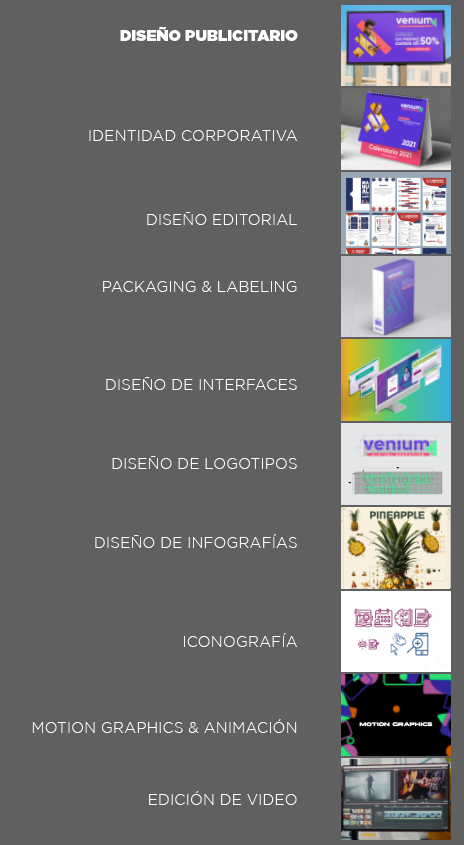 DISEÑO PUBLICITARIO
venium
50%
IDENTIDAD CORPORATIVA
venium
2021
Calendario 2021
DISEÑO EDITORIAL
PACKAGING & LABELING
venium
DISEÑO DE INTERFACES
DISEÑO DE LOGOTIPOS
venium
DISEÑO DE INFOGRAFÍAS
PINEAPPLE
ICONOGRAFÍA
MOTION GRAPHICS & ANIMACIÓN
MOTION GRAPHICS
EDICIÓN DE VIDEO